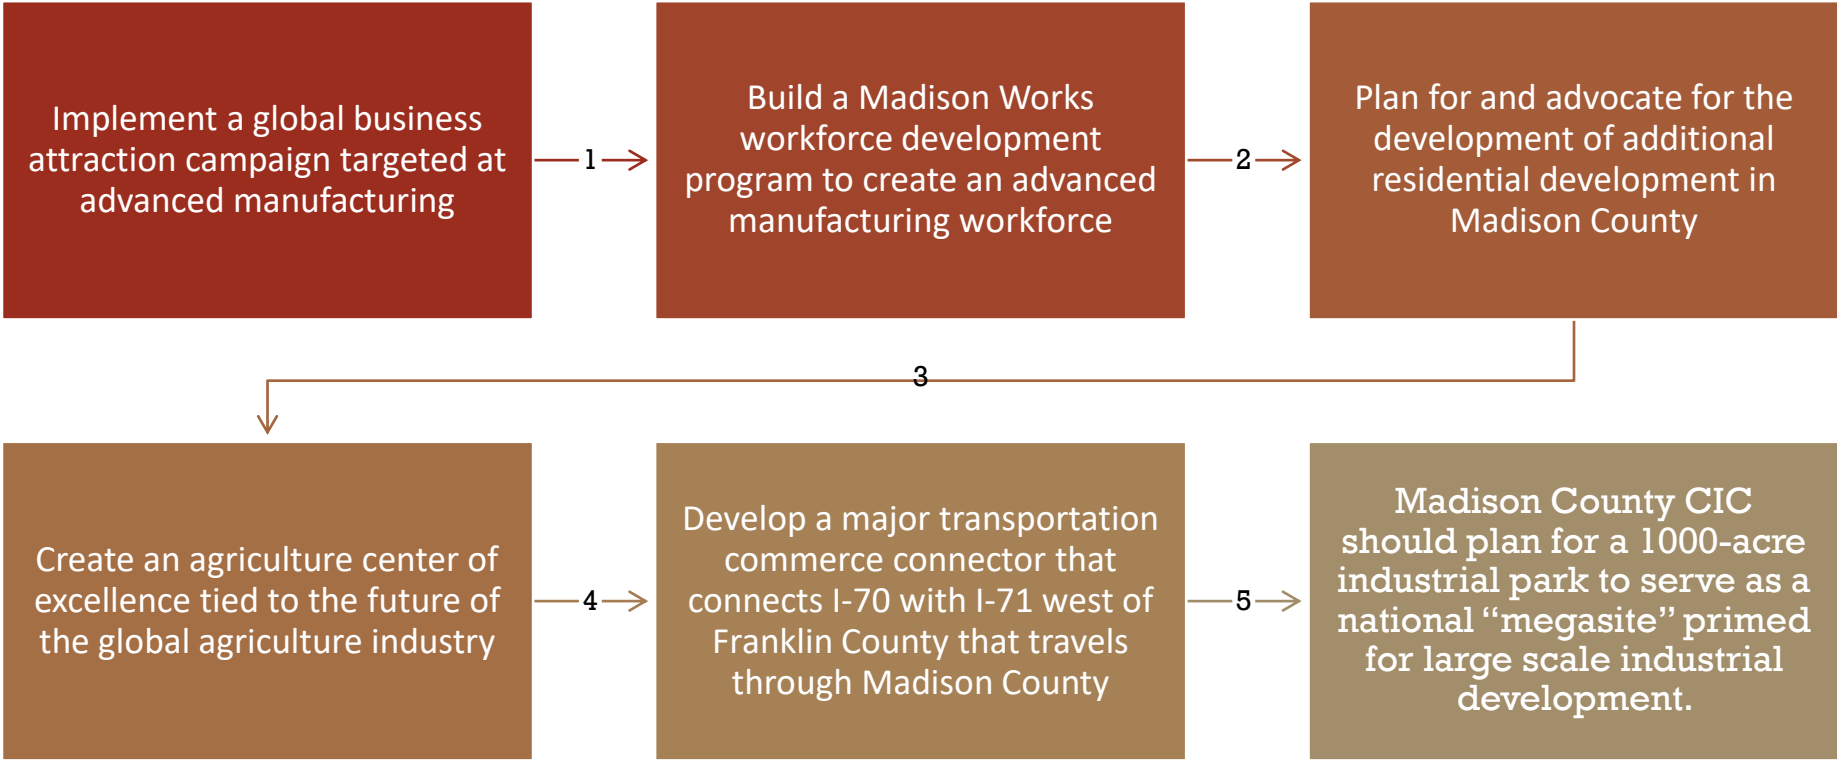 Implement a global business
attraction campaign targeted at
advanced manufacturing
1
Build a Madison Works
workforce development
program to create an advanced
manufacturing workforce
2
Plan for and advocate for the
development of additional
residential development in
Madison County
3
Create an agriculture center of
excellence tied to the future of
the global agriculture industry
4
Develop a major transportation
commerce connector that
connects I-70 with I-71 west of
Franklin County that travels
through Madison County
5
Madison County CIC
should plan for a 1000-acre
industrial park to serve as a
national “megasite” primed
for large scale industrial
development.